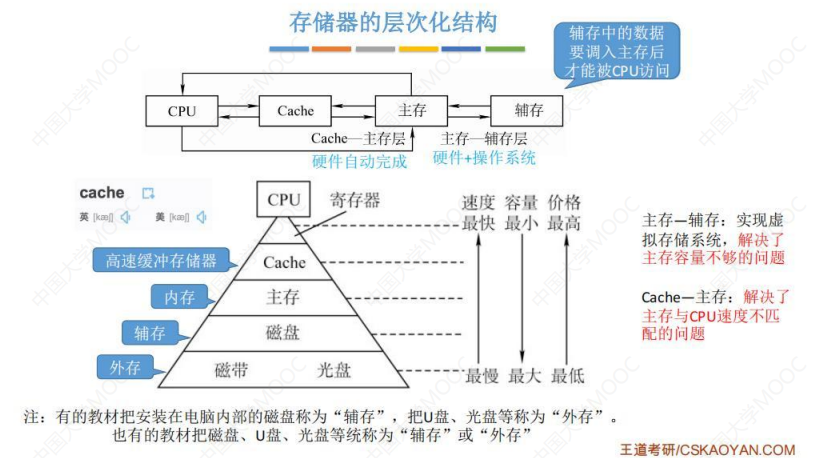 存储器的层次化结构
辅存中的数据
要调入主存后
才能被CPU访问
CPU
Cache
主存
辅存
Cache—主存层
主存—辅存层
硬件自动完成
硬件+操作系统
cache
英 [kæʃ]
美 [kæʃ]
CPU
寄存器
速度 容量 价格
最快 最小 最高
高速缓冲存储器
Cache
内存
主存
辅存
磁盘
外存
磁带
光盘
最慢 最大 最低
主存—辅存：实现虚
拟存储系统，解决了
主存容量不够的问题
Cache—主存：解决了
主存与CPU速度不匹
配的问题
注：有的教材把安装在电脑内部的磁盘称为“辅存”，把U盘、光盘等称为“外存”。
也有的教材把磁盘、U盘、光盘等统称为“辅存”或“外存”
王道考研/CSKAOYAN.COM
中国大学MOOC